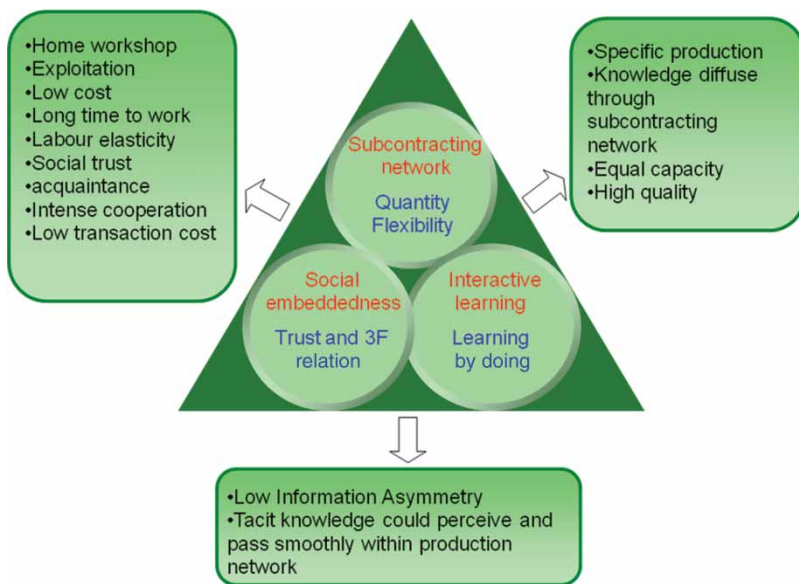 •Home workshop
•Exploitation
•Low cost
•Long time to work
•Labour elasticity
•Social trust
•acquaintance
•Intense cooperation
•Low transaction cost
Subcontracting
network
Quantity
Flexibility
Social
embeddedness
Trust and 3F
relation
Interactive
learning
Learning
by doing
•Specific production
•Knowledge diffuse
through
subcontracting
network
•Equal capacity
•High quality
•Low Information Asymmetry
•Tacit knowledge could perceive and
pass smoothly within production
network